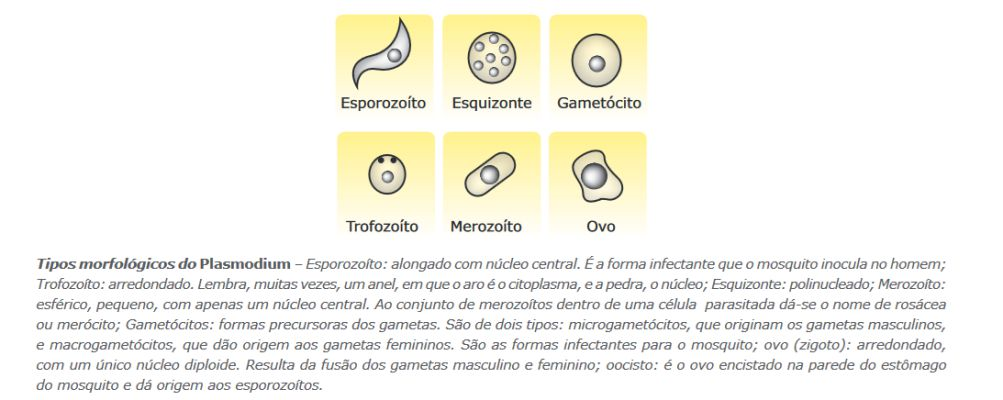 Esporozoíto
Esquizonte
Gametócito
Trofozoíto
Merozoíto
Ovo
Tipos morfológicos do Plasmodium – Esporozoíto: alongado com núcleo central. É a forma infectante que o mosquito inocula no homem;
Trofozoíto: arredondado. Lembra, muitas vezes, um anel, em que o aro é o citoplasma, e a pedra, o núcleo; Esquizonte: polinucleado; Merozoíto:
esférico, pequeno, com apenas um núcleo central. Ao conjunto de merozoítos dentro de uma célula parasitada dá-se o nome de rosácea
ou merócito; Gametócitos: formas precursoras dos gametas. São de dois tipos: microgametócitos, que originam os gametas masculinos,
e macrogametócitos, que dão origem aos gametas femininos. São as formas infectantes para o mosquito; ovo (zigoto): arredondado,
com um único núcleo diploide. Resulta da fusão dos gametas masculino e feminino; oocisto: é o ovo encistado na parede do estômago
do mosquito e dá origem aos esporozoítos.